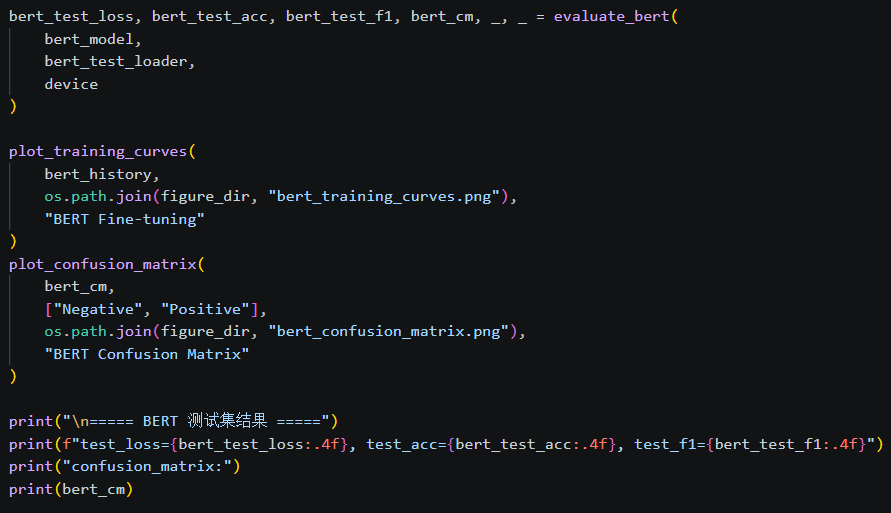 bert_test_loss, bert_test_acc, bert_test_f1, bert_cm, _, _ = evaluate_bert(
    bert_model,
    bert_test_loader,
    device
)

plot_training_curves(
    bert_history,
    os.path.join(figure_dir, "bert_training_curves.png"),
    "BERT Fine-tuning"
)
plot_confusion_matrix(
    bert_cm,
    ["Negative", "Positive"],
    os.path.join(figure_dir, "bert_confusion_matrix.png"),
    "BERT Confusion Matrix"
)

print("\n===== BERT 测试集结果 =====")
print(f"test_loss={bert_test_loss:.4f}, test_acc={bert_test_acc:.4f}, test_f1={bert_test_f1:.4f}")
print("confusion_matrix:")
print(bert_cm)